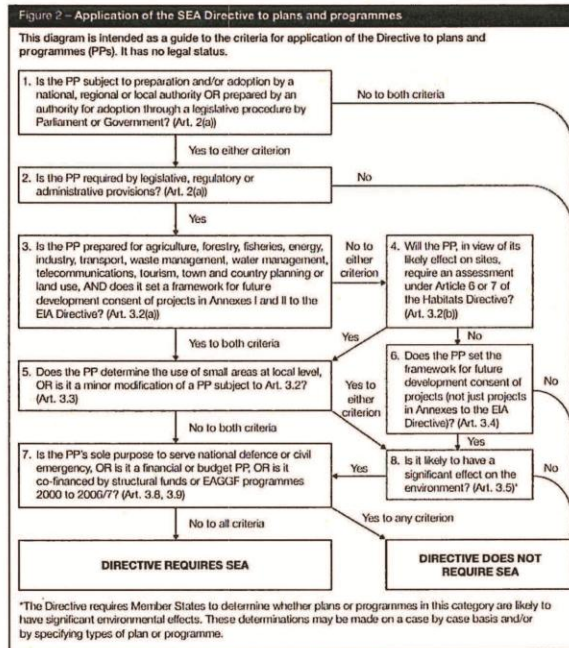 Figure 2 – Application of the SEA Directive to plans and programmes
This diagram is intended as a guide to the criteria for application of the Directive to plans and
programmes (PPs). It has no legal status.
1. Is the PP subject to preparation and/or adoption by a
national, regional or local authority OR prepared by an
authority for adoption through a legislative procedure by
Parliament or Government? (Art. 2(a))
No to both criteria
Yes to either criterion
2. Is the PP required by legislative, regulatory or
administrative provisions? (Art. 2(a))
No
Yes
3. Is the PP prepared for agriculture, forestry, fisheries, energy,
industry, transport, waste management, water management,
telecommunications, tourism, town and country planning or
land use, AND does it set a framework for future
development consent of projects in Annexes I and II to the
EIA Directive? (Art. 3.2(a))
No to
either
criterion
4. Will the PP, in view of its
likely effect on sites,
require an assessment
under Article 6 or 7 of
the Habitats Directive?
(Art. 3.2(b))
Yes to both criteria
Yes
No
5. Does the PP determine the use of small areas at local level,
OR is it a minor modification of a PP subject to Art. 3.2?
(Art. 3.3)
Yes to
either
criterion
6. Does the PP set the
framework for future
development consent of
projects (not just projects
in Annexes to the EIA
Directive)? (Art. 3.4)
No
No to both criteria
Yes
7. Is the PP's sole purpose to serve national defence or civil
emergency, OR is it a financial or budget PP, OR is it
co-financed by structural funds or EAGGF programmes
2000 to 2006/7? (Art. 3.8, 3.9)
Yes
8. Is it likely to have a
significant effect on the
environment? (Art. 3.5)*
No
No to all criteria
Yes to any criterion
DIRECTIVE REQUIRES SEA
DIRECTIVE DOES NOT
REQUIRE SEA
*The Directive requires Member States to determine whether plans or programmes in this category are likely to
have significant environmental effects. These determinations may be made on a case by case basis and/or
by specifying types of plan or programme.